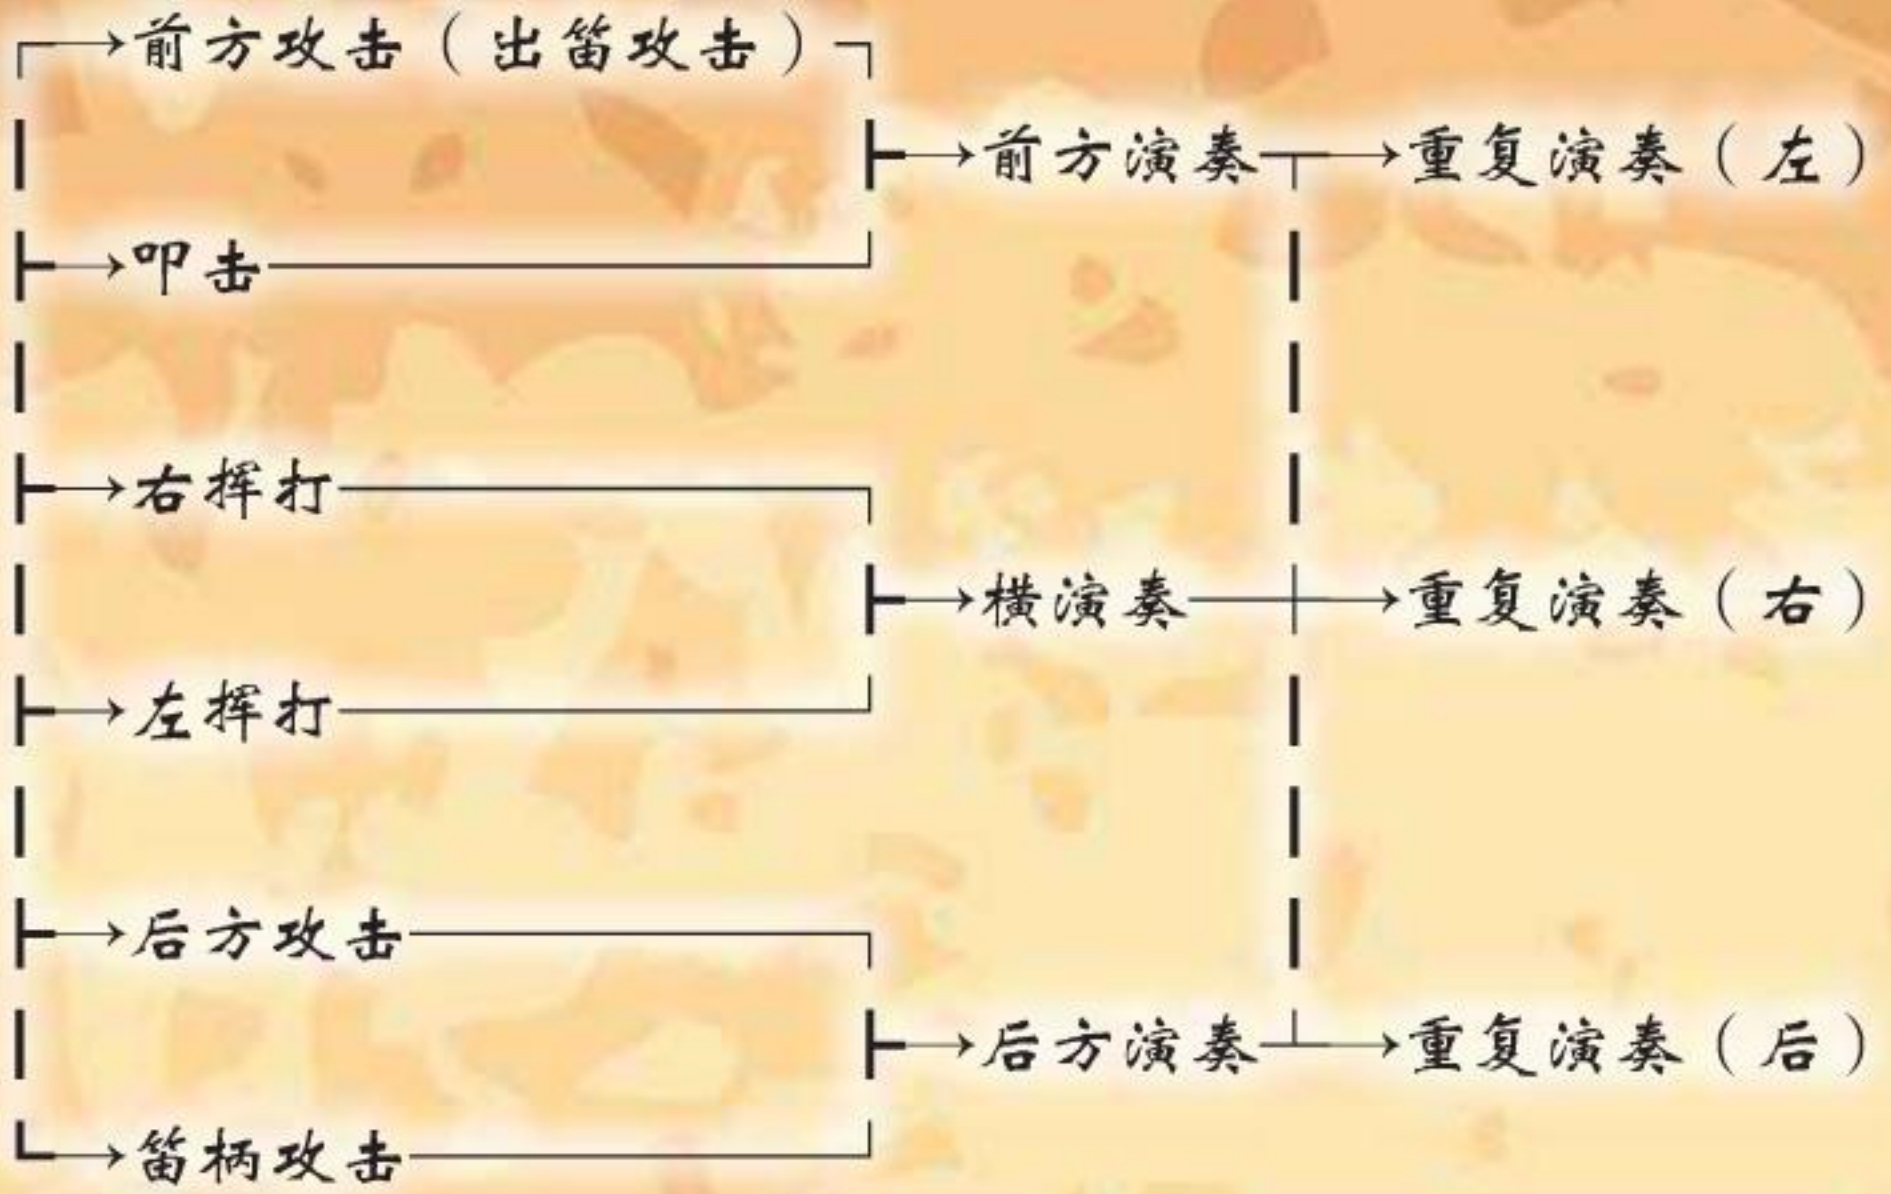 前方攻击（出笛攻击）
前方演奏
重复演奏（左）
叩击
右挥打
横演奏
重复演奏（右）
左挥打
后方攻击
后方演奏
重复演奏（后）
笛柄攻击